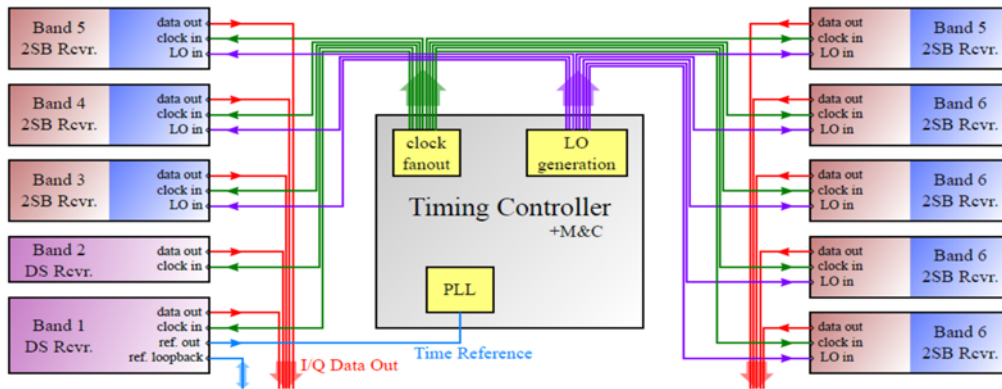 Band 5
2SB Rcvr.
data out
clock in
LO in
Band 4
2SB Rcvr.
data out
clock in
LO in
Band 3
2SB Rcvr.
data out
clock in
LO in
Band 2
DS Rcvr.
data out
clock in
Band 1
DS Rcvr.
data out
clock in
ref. out
ref. loopback
I/Q Data Out
clock
fanout
LO
generation
Timing Controller
+M&C
PLL
Time Reference
data out
clock in
LO in
Band 5
2SB Rcvr.
data out
clock in
LO in
Band 6
2SB Rcvr.
data out
clock in
LO in
Band 6
2SB Rcvr.
data out
clock in
LO in
Band 6
2SB Rcvr.
data out
clock in
LO in
Band 6
2SB Rcvr.